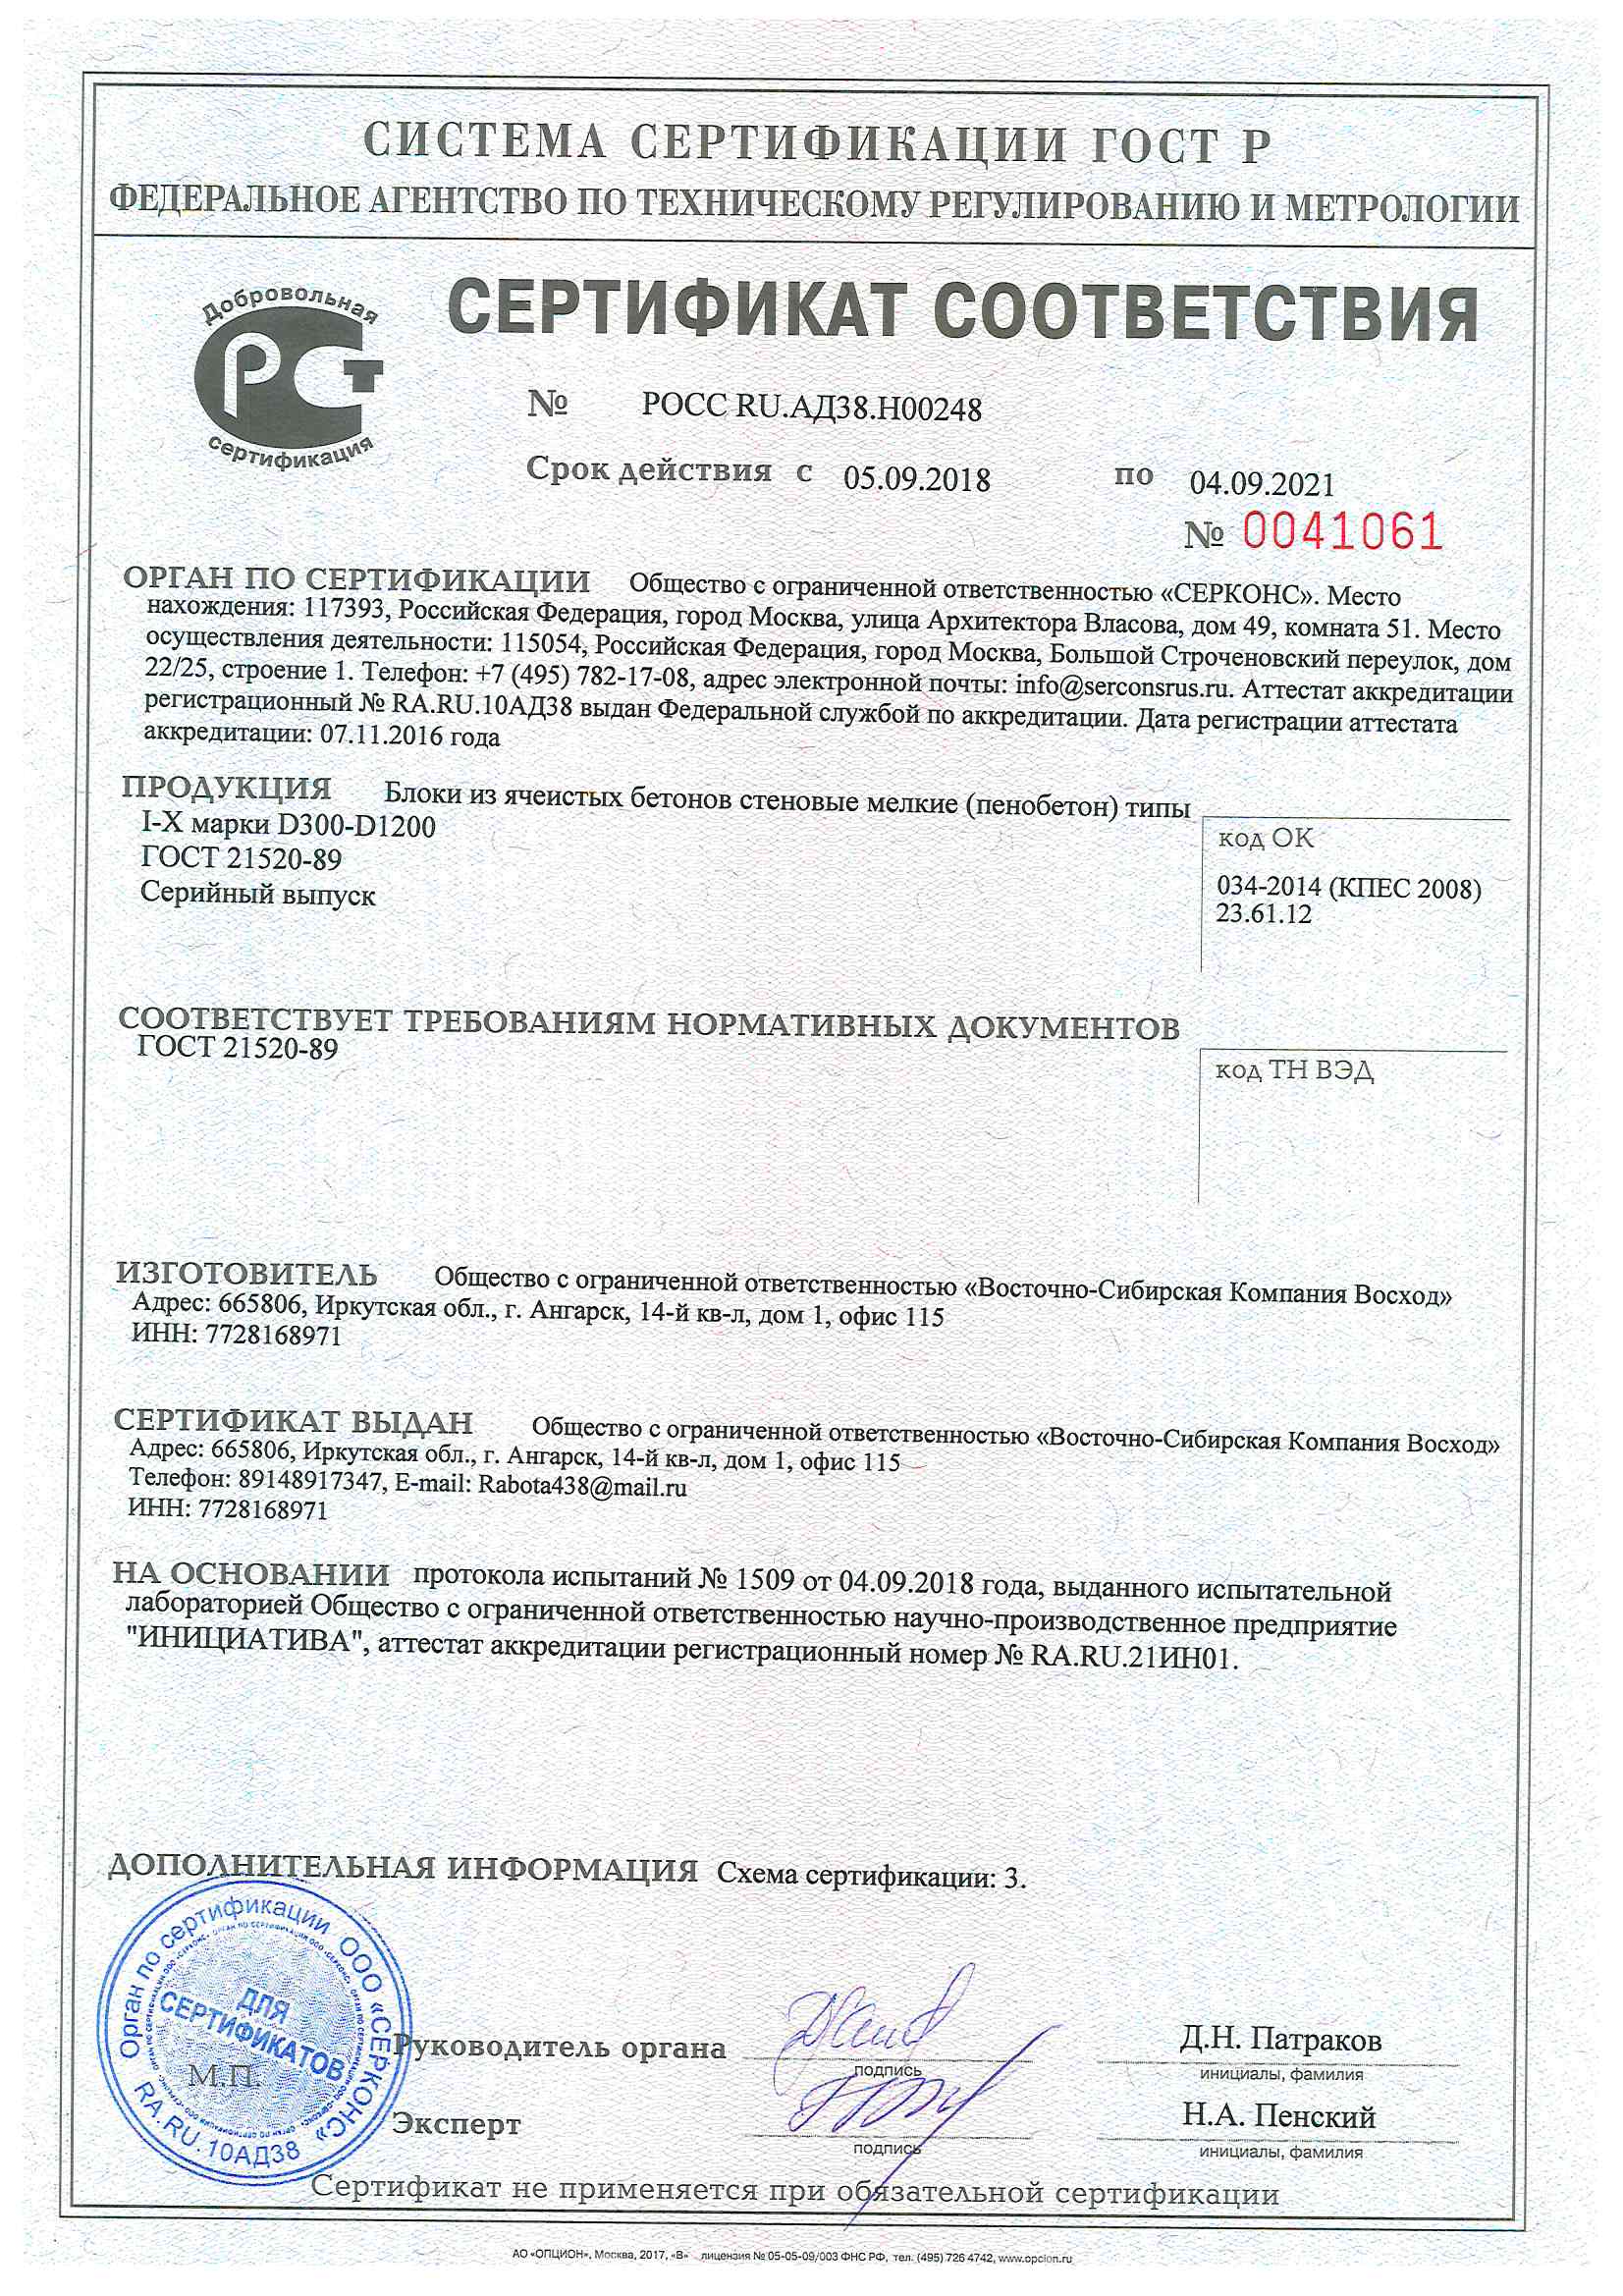 СИСТЕМА СЕРТИФИКАЦИИ ГОСТ Р
ФЕДЕРАЛЬНОЕ АГЕНТСТВО ПО ТЕХНИЧЕСКОМУ РЕГУЛИРОВАНИЮ И МЕТРОЛОГИИ
Добровольная
РСТ
сертификация
СЕРТИФИКАТ СООТВЕТСТВИЯ
№ РОСС RU.АД38.Н00248
Срок действия с 05.09.2018 по 04.09.2021
№ 0041061
ОРГАН ПО СЕРТИФИКАЦИИ Общество с ограниченной ответственностью «СЕРКОНС». Место
нахождения: 117393, Российская Федерация, город Москва, улица Архитектора Власова, дом 49, комната 51. Место
осуществления деятельности: 115054, Российская Федерация, город Москва, Большой Строченовский переулок, дом
22/25, строение 1. Телефон: +7 (495) 782-17-08, адрес электронной почты: info@serconsrus.ru. Аттестат аккредитации
регистрационный № RA.RU.10АД38 выдан Федеральной службой по аккредитации. Дата регистрации аттестата
аккредитации: 07.11.2016 года
ПРОДУКЦИЯ Блоки из ячеистых бетонов стеновые мелкие (пенобетон) типы
I-X марки D300-D1200
ГОСТ 21520-89
Серийный выпуск
код ОК
034-2014 (КПЕС 2008)
23.61.12
СООТВЕТСТВУЕТ ТРЕБОВАНИЯМ НОРМАТИВНЫХ ДОКУМЕНТОВ
ГОСТ 21520-89
код ТН ВЭД
ИЗГОТОВИТЕЛЬ Общество с ограниченной ответственностью «Восточно-Сибирская Компания Восход»
Адрес: 665806, Иркутская обл., г. Ангарск, 14-й кв-л, дом 1, офис 115
ИНН: 7728168971
СЕРТИФИКАТ ВЫДАН Общество с ограниченной ответственностью «Восточно-Сибирская Компания Восход»
Адрес: 665806, Иркутская обл., г. Ангарск, 14-й кв-л, дом 1, офис 115
Телефон: 89148917347, E-mail: Rabota438@mail.ru
ИНН: 7728168971
НА ОСНОВАНИИ протокола испытаний № 1509 от 04.09.2018 года, выданного испытательной
лабораторией Общество с ограниченной ответственностью научно-производственное предприятие
"ИНИЦИАТИВА", аттестат аккредитации регистрационный номер № RA.RU.21ИН01.
ДОПОЛНИТЕЛЬНАЯ ИНФОРМАЦИЯ Схема сертификации: 3.
Орган по сертификации ООО «СЕРКОНС»
RA.RU.10АД38
ДЛЯ
СЕРТИФИКАТОВ
М.П.
Руководитель органа
подпись
Д.Н. Патраков
инициалы, фамилия
Эксперт
подпись
Н.А. Пенский
инициалы, фамилия
Сертификат не применяется при обязательной сертификации
АО «ОПЦИОН», Москва, 2017, «В» лицензия № 05-05-09/003 ФНС РФ, тел. (495) 726 4742, www.opcion.ru